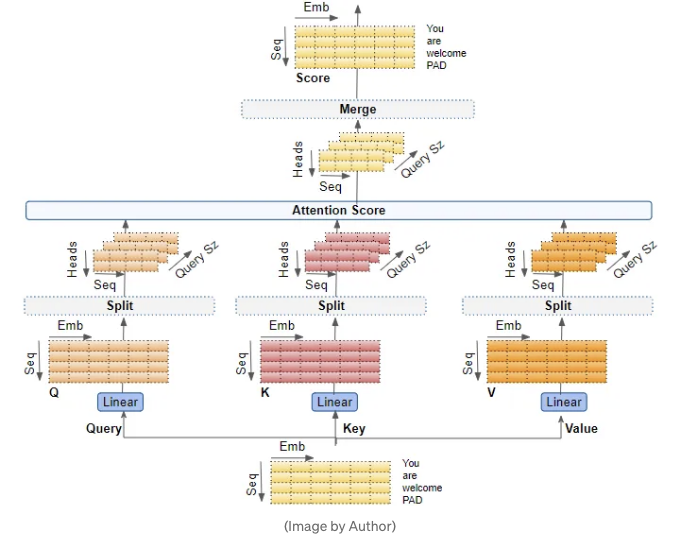 Emb
Seq
You
are
welcome
PAD
Score
Merge
Heads
Query Sz
Seq
Attention Score
Heads
Query Sz
Seq
Heads
Query Sz
Seq
Heads
Query Sz
Seq
Split
Split
Split
Emb
Seq
Emb
Seq
Emb
Seq
Q
K
V
Linear
Linear
Linear
Query
Key
Value
Emb
Seq
You
are
welcome
PAD
(Image by Author)